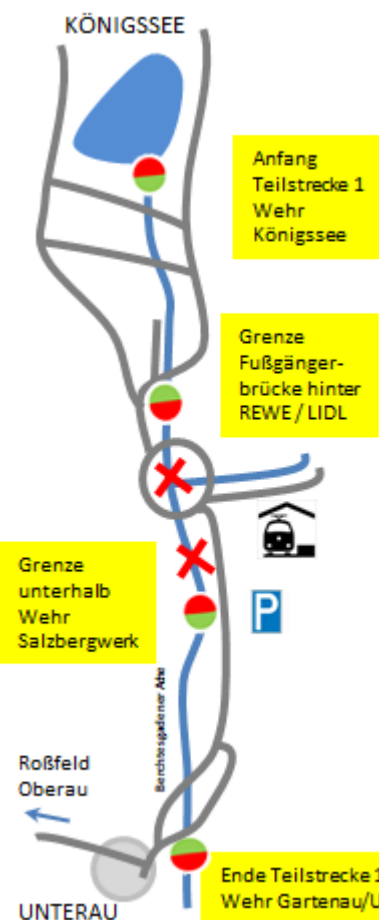 KÖNIGSSEE
Anfang
Teilstrecke 1
Wehr
Königssee
Grenze
Fußgänger-
brücke hinter
REWE / LIDL
P
Grenze
unterhalb
Wehr
Salzbergwerk
Berchtesgadener Ache
Roßfeld
Oberau
UNTERAU
Ende Teilstrecke 1
Wehr Gartenau/U